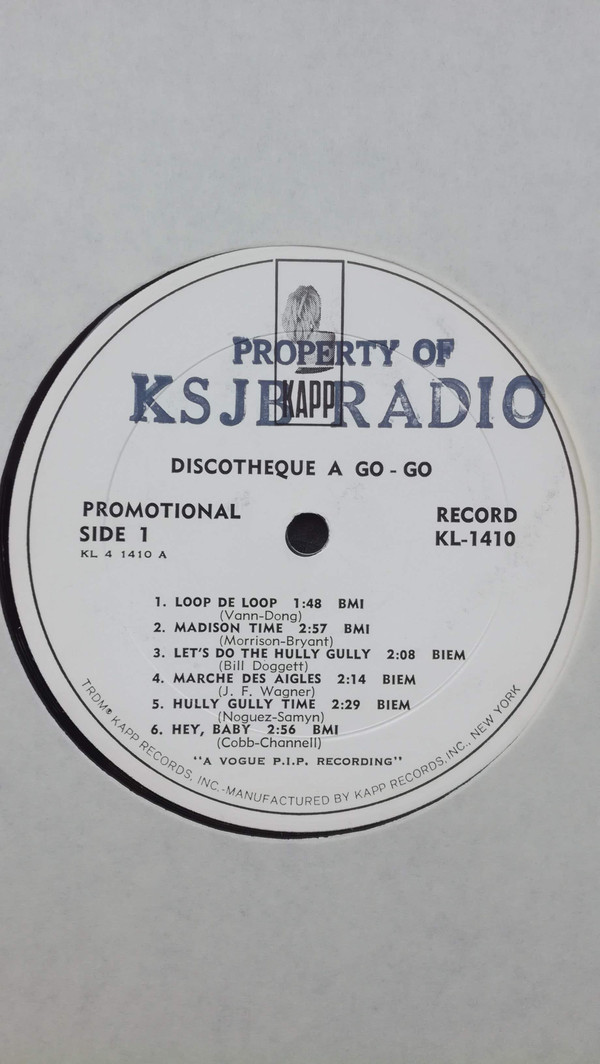 PROPERTY OF
KSJB RADIO
KAPP
DISCOTHEQUE A GO-GO
PROMOTIONAL
SIDE 1
KL 4 1410 A
RECORD
KL-1410
1. LOOP DE LOOP 1:48 BMI
(Vann-Dong)
2. MADISON TIME 2:57 BMI
(Morrison-Bryant)
3. LET'S DO THE HULLY GULLY 2:08 BIEM
(Bill Doggett)
4. MARCHE DES AIGLES 2:14 BIEM
(J. F. Wagner)
5. HULLY GULLY TIME 2:29 BIEM
(Noguez-Samyn)
6. HEY, BABY 2:56 BMI
(Cobb-Channell)
"A VOGUE P.I.P. RECORDING"
TRDM® KAPP RECORDS, INC.-MANUFACTURED BY KAPP RECORDS, INC., NEW YORK